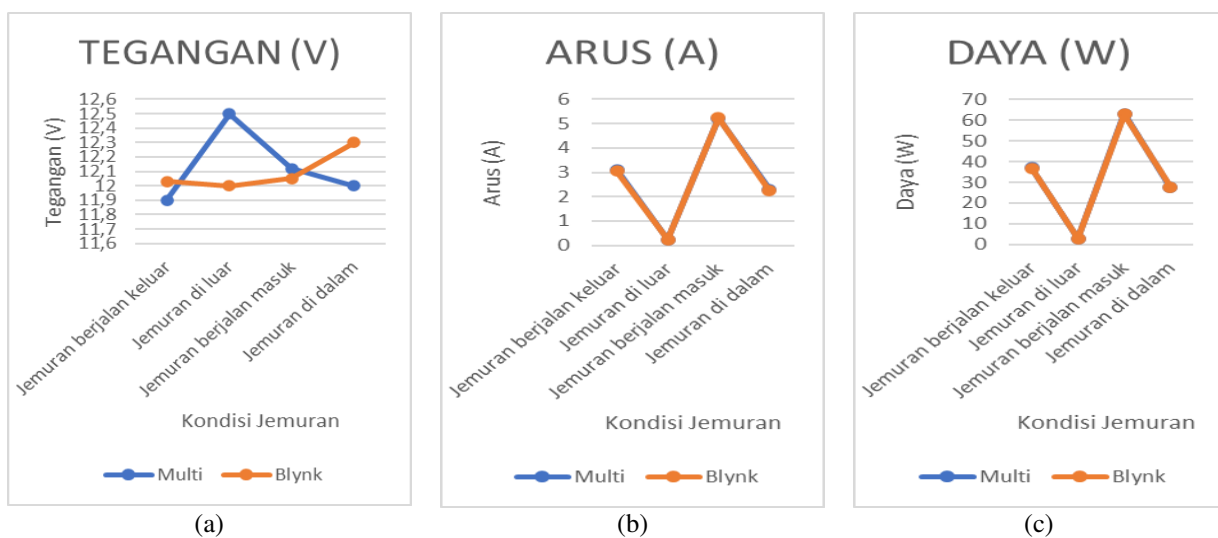 TEGANGAN (V)
Tegangan (V)
12,6
12,5
12,4
12,3
12,2
12,1
12
11,9
11,8
11,7
11,6
Jemuran berjalan keluar
Jemuran di luar
Jemuran berjalan masuk
Jemuran di dalam
Kondisi Jemuran
Multi Blynk
(a)
ARUS (A)
Arus (A)
6
5
4
3
2
1
0
Jemuran berjalan keluar
Jemuran di luar
Jemuran berjalan masuk
Jemuran di dalam
Kondisi Jemuran
Multi Blynk
(b)
DAYA (W)
Daya (W)
70
60
50
40
30
20
10
0
Jemuran berjalan keluar
Jemuran di luar
Jemuran berjalan masuk
Jemuran di dalam
Kondisi Jemuran
Multi Blynk
(c)